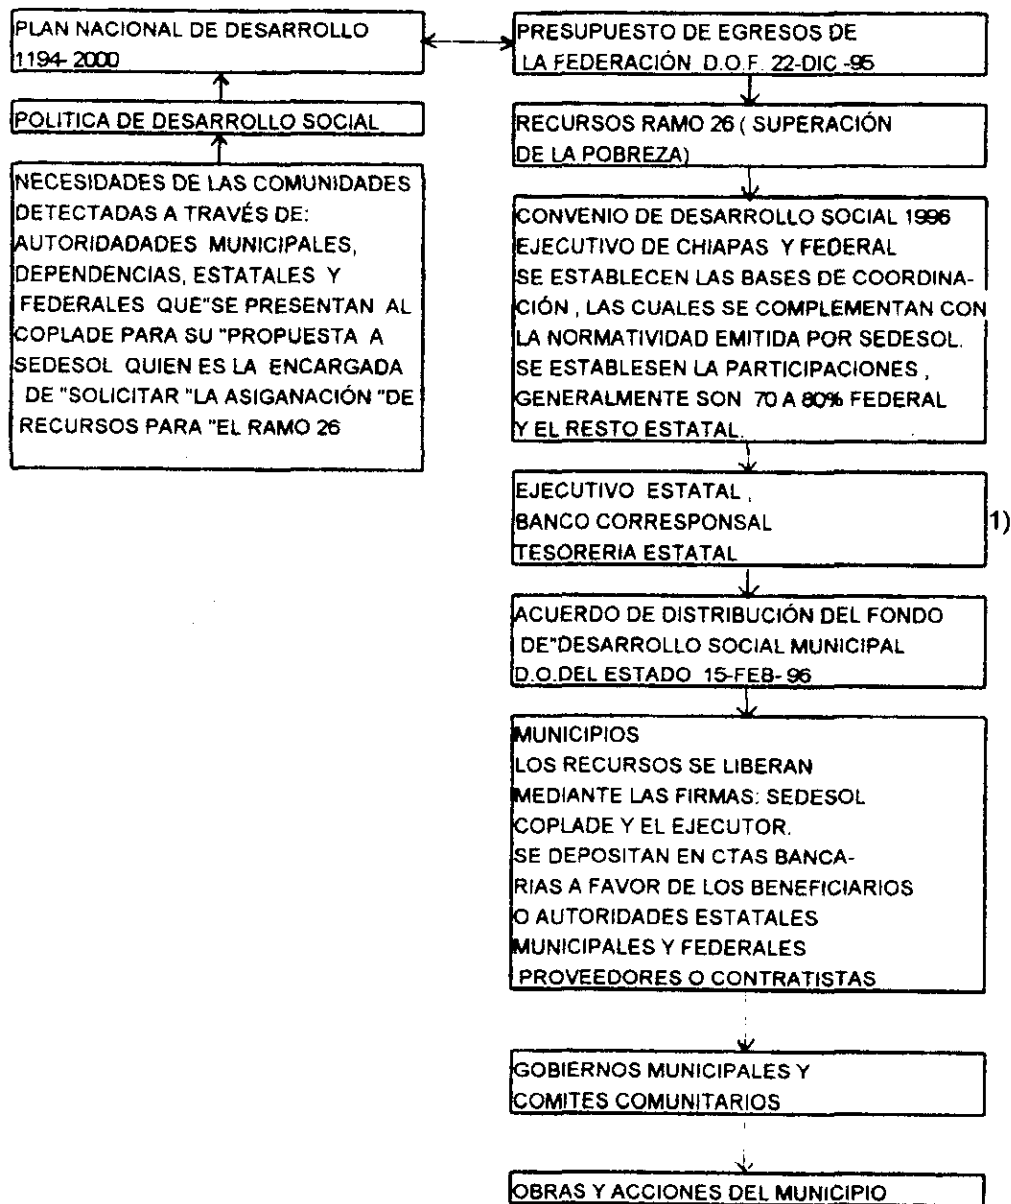 PLAN NACIONAL DE DESARROLLO
1194-2000
POLITICA DE DESARROLLO SOCIAL
NECESIDADES DE LAS COMUNIDADES
DETECTADAS A TRAVÉS DE:
AUTORIDADADES MUNICIPALES,
DEPENDENCIAS, ESTATALES Y
FEDERALES QUE"SE PRESENTAN AL
COPLADE PARA SU "PROPUESTA A
SEDESOL QUIEN ES LA ENCARGADA
DE "SOLICITAR "LA ASIGANACIÓN "DE
RECURSOS PARA "EL RAMO 26
PRESUPUESTO DE EGRESOS DE
LA FEDERACIÓN D.O.F. 22-DIC -95
RECURSOS RAMO 26 ( SUPERACIÓN
DE LA POBREZA)
CONVENIO DE DESARROLLO SOCIAL 1996
EJECUTIVO DE CHIAPAS Y FEDERAL
SE ESTABLECEN LAS BASES DE COORDINA-
CIÓN , LAS CUALES SE COMPLEMENTAN CON
LA NORMATIVIDAD EMITIDA POR SEDESOL.
SE ESTABLESEN LA PARTICIPACIONES ,
GENERALMENTE SON 70 A 80% FEDERAL
Y EL RESTO ESTATAL.
EJECUTIVO ESTATAL ,
BANCO CORRESPONSAL
TESORERIA ESTATAL
1)
ACUERDO DE DISTRIBUCIÓN DEL FONDO
DE"DESARROLLO SOCIAL MUNICIPAL
D.O.DEL ESTADO 15-FEB- 96
MUNICIPIOS
LOS RECURSOS SE LIBERAN
MEDIANTE LAS FIRMAS: SEDESOL
COPLADE Y EL EJECUTOR.
SE DEPOSITAN EN CTAS BANCA-
RIAS A FAVOR DE LOS BENEFICIARIOS
O AUTORIDADES ESTATALES
MUNICIPALES Y FEDERALES
PROVEEDORES O CONTRATISTAS
GOBIERNOS MUNICIPALES Y
COMITES COMUNITARIOS
OBRAS Y ACCIONES DEL MUNICIPIO